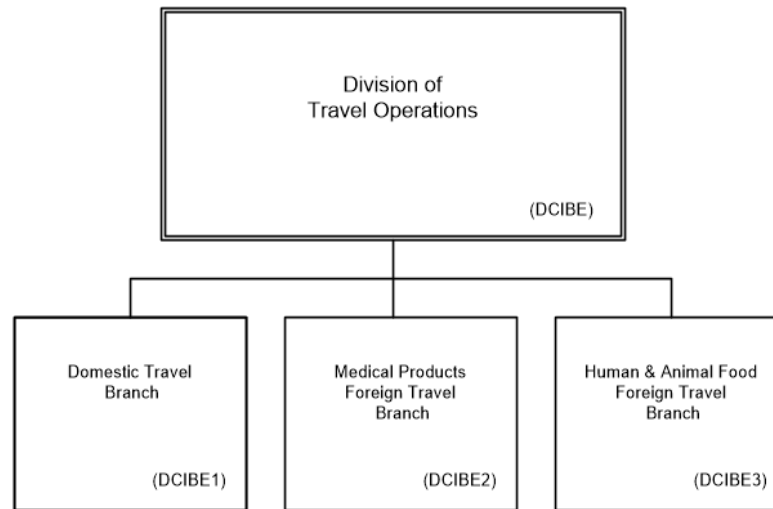 Division of
Travel Operations
(DCIBE)
Domestic Travel
Branch
(DCIBE1)
Medical Products
Foreign Travel
Branch
(DCIBE2)
Human & Animal Food
Foreign Travel
Branch
(DCIBE3)